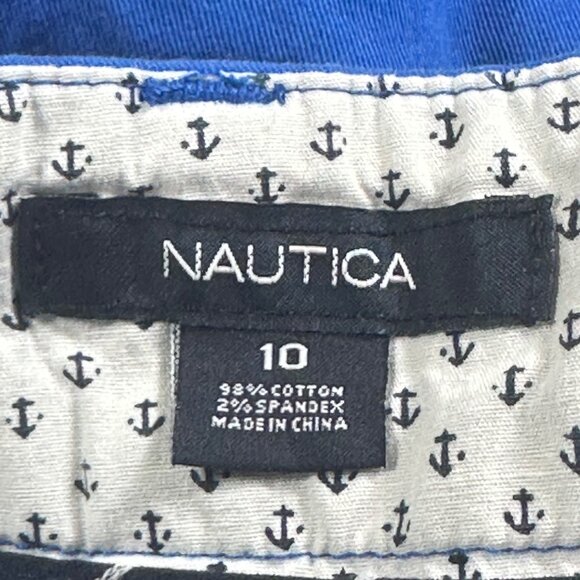 NAUTICA
10
98% COTTON
2% SPANDEX
MADE IN CHINA